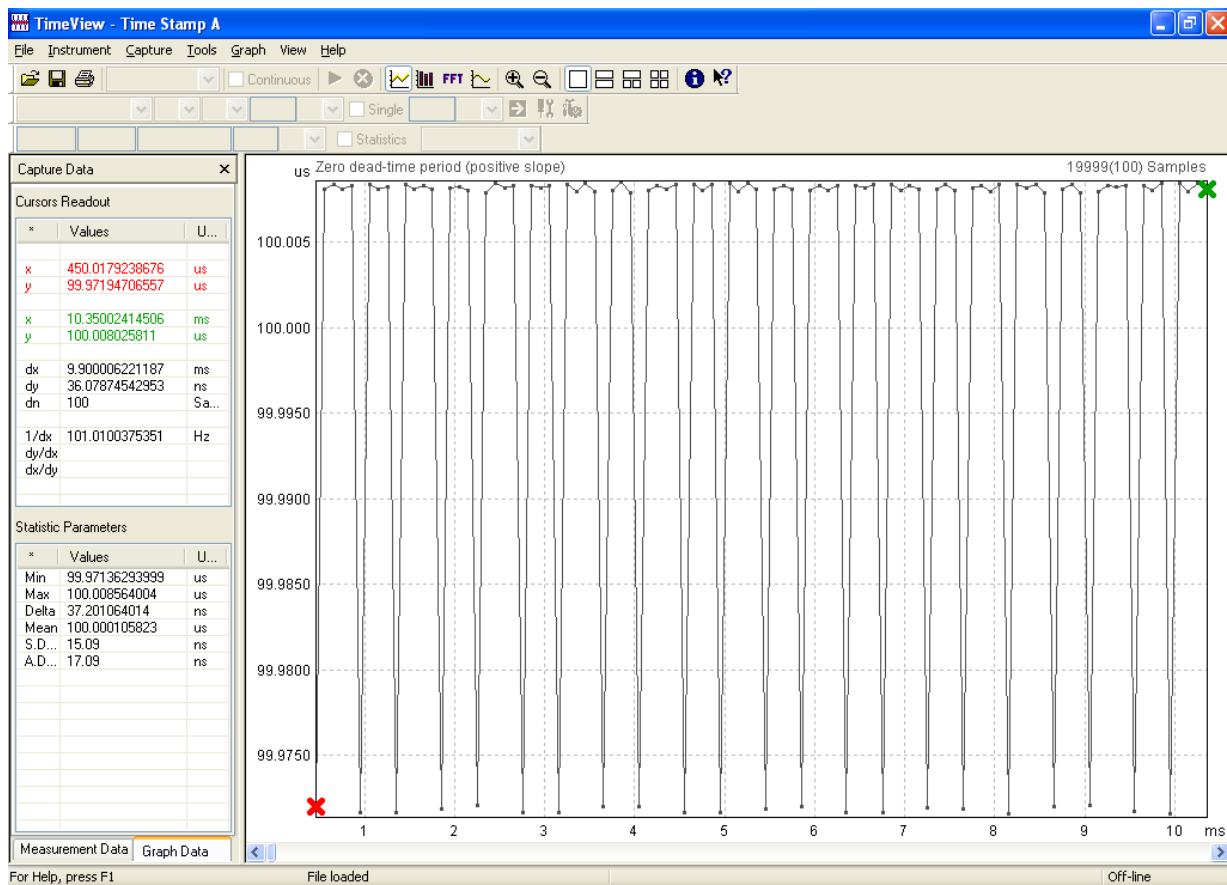 TimeView - Time Stamp A
File Instrument Capture Tools Graph View Help
Continuous FFT
Single
Statistics
Capture Data
Cursors Readout
* Values U...
x 450.0179238676 us
y 99.97194706557 us
x 10.35002414506 ms
y 100.008025811 us
dx 9.900006221187 ms
dy 36.07874542953 ns
dn 100 Sa...
1/dx 101.0100375351 Hz
dy/dx
dx/dy
Statistic Parameters
* Values U...
Min 99.97136293999 us
Max 100.008564004 us
Delta 37.201064014 ns
Mean 100.000105823 us
S.D... 15.09 ns
A.D... 17.09 ns
Measurement Data Graph Data
us Zero dead-time period (positive slope) 19999(100) Samples
100.005
100.000
99.9950
99.9900
99.9850
99.9800
99.9750
1 2 3 4 5 6 7 8 9 10 ms
For Help, press F1 File loaded Off-line